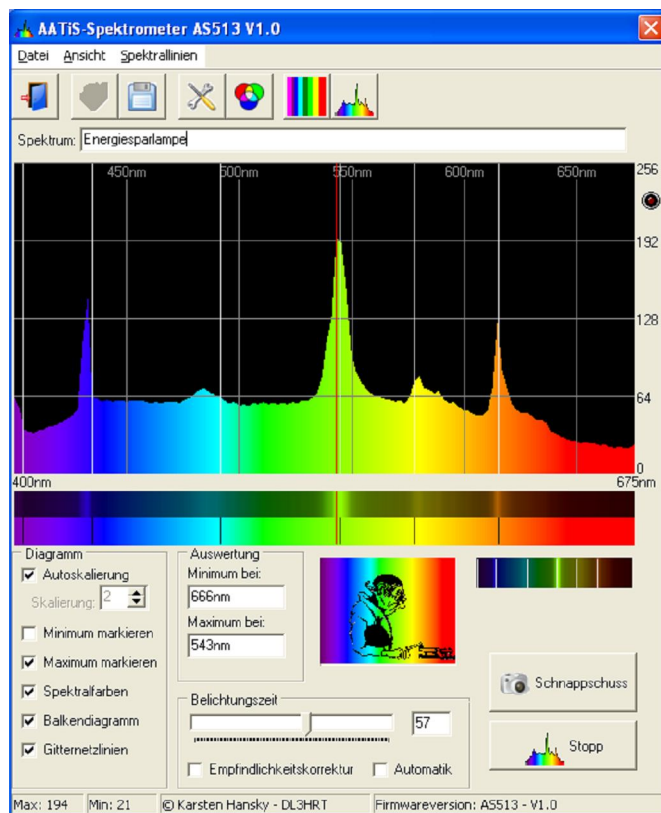 AATiS-Spektrometer AS513 V1.0
Datei Ansicht Spektrallinien
Spektrum: Energiesparlampe
450nm 500nm 550nm 600nm 650nm
256
192
128
64
0
400nm 675nm
Diagramm
Autoskalierung
Skalierung: 2
Minimum markieren
Maximum markieren
Spektralfarben
Balkendiagramm
Gitternetzlinien
Auswertung
Minimum bei:
666nm
Maximum bei:
543nm
Belichtungszeit
57
Empfindlichkeitskorrektur Automatik
Schnappschuss
Stopp
Max: 194 Min: 21 © Karsten Hansky - DL3HRT Firmwareversion: AS513 - V1.0